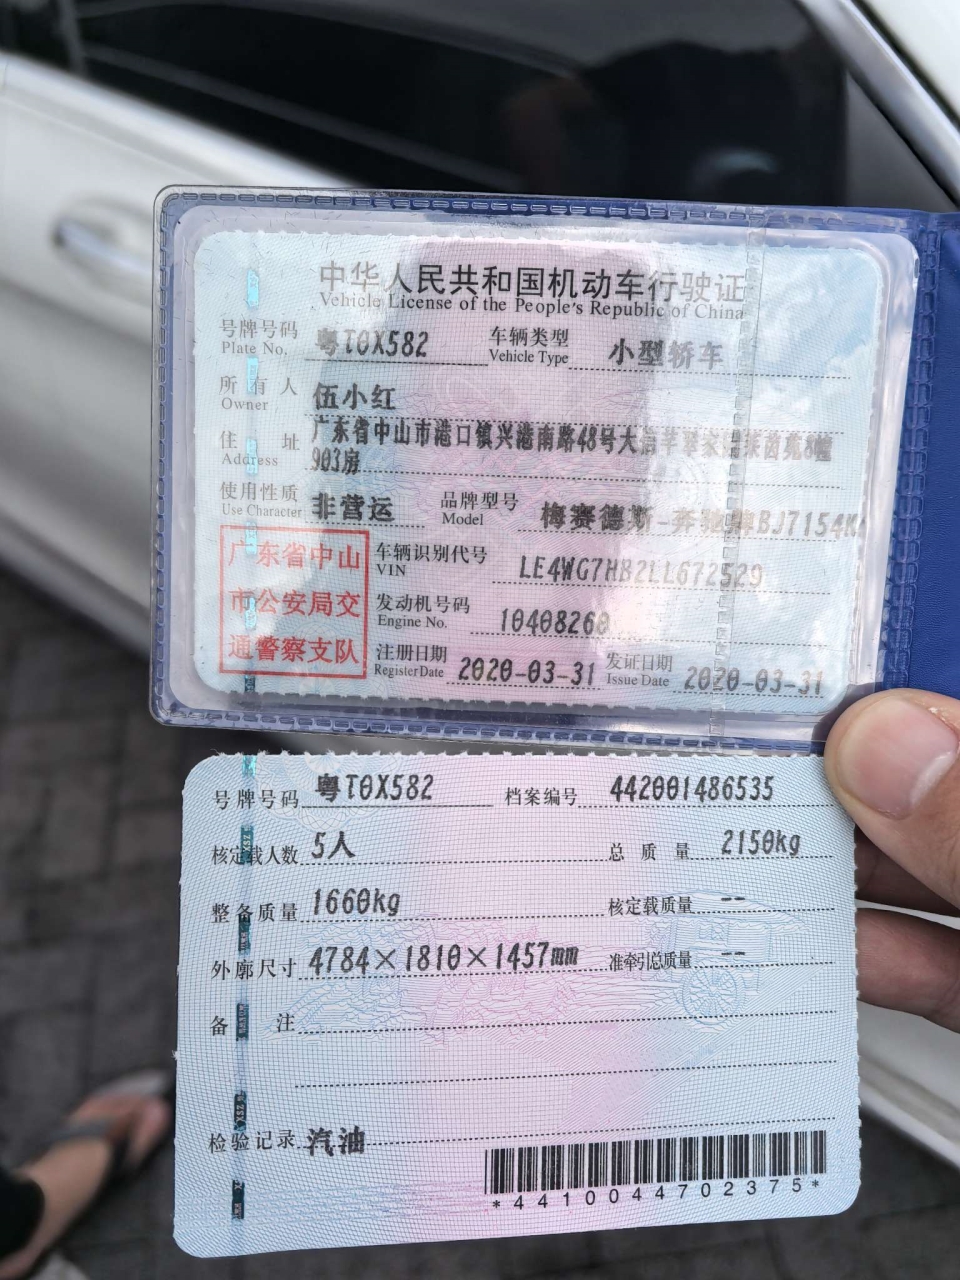 中华人民共和国机动车行驶证
Vehicle License of the People's Republic of China
号牌号码 粤T0X582 车辆类型 小型轿车
Plate No. Vehicle Type
所有人 伍小红
Owner
住址 广东省中山市港口镇兴港南路48号大信
Address 903房
使用性质 非营运 品牌型号 梅赛德斯-奔驰牌BJ7154
Use Character Model
广东省中山
市公安局交
通警察支队
车辆识别代号 LE4WG7HB2LL672529
VIN
发动机号码 10408260
Engine No.
注册日期 2020-03-31 发证日期 2020-03-31
Register Date Issue Date
号牌号码 粤T0X582 档案编号 442001486535
核定载人数 5人 总质量 2150kg
整备质量 1660kg 核定载质量 --
外廓尺寸 4784×1810×1457mm 准牵引总质量 --
备注
检验记录 汽油
*4410044702375*